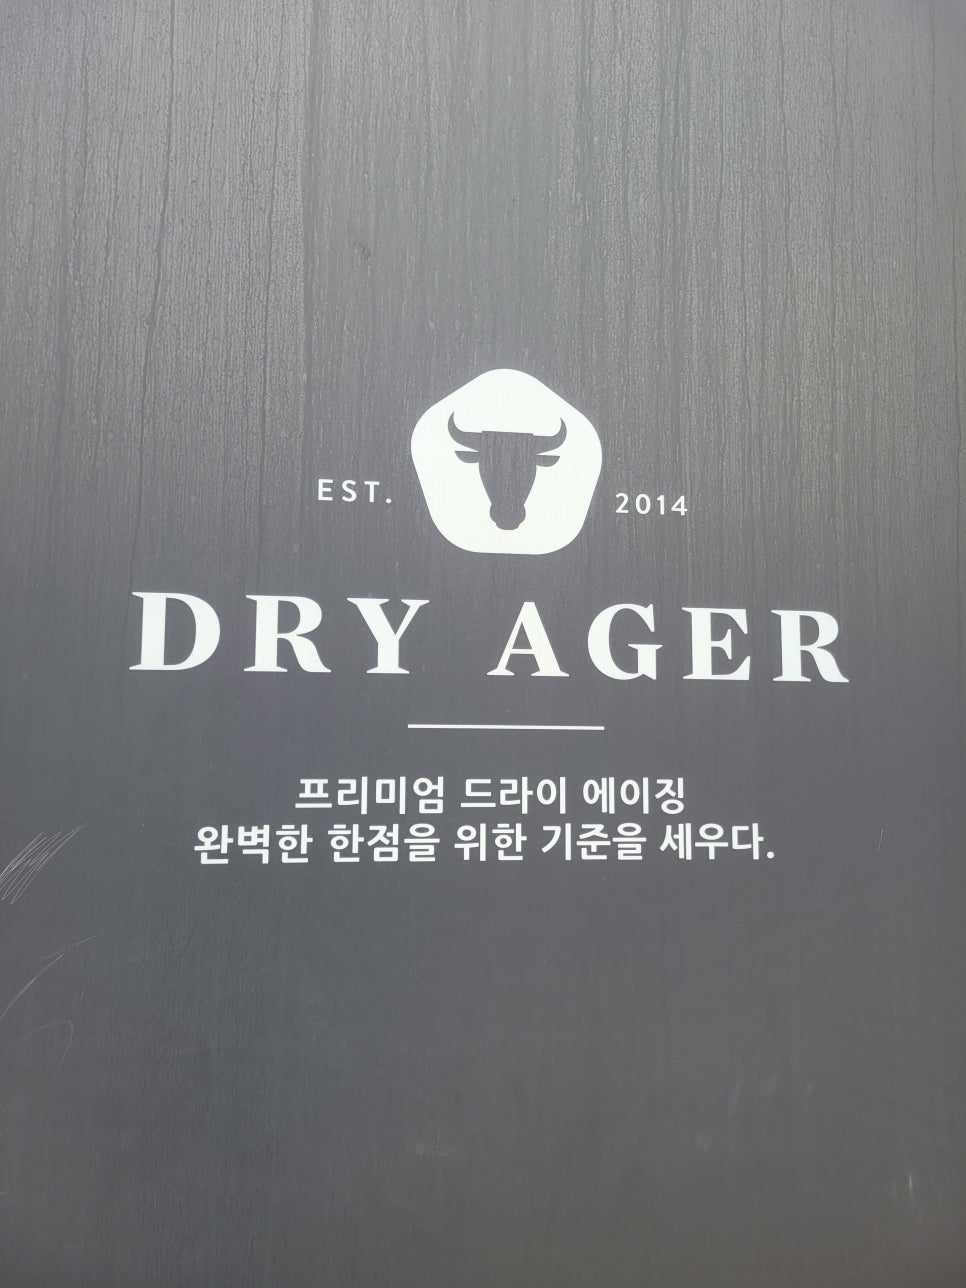 EST. 2014
DRY AGER
프리미엄 드라이 에이징
완벽한 한점을 위한 기준을 세우다.